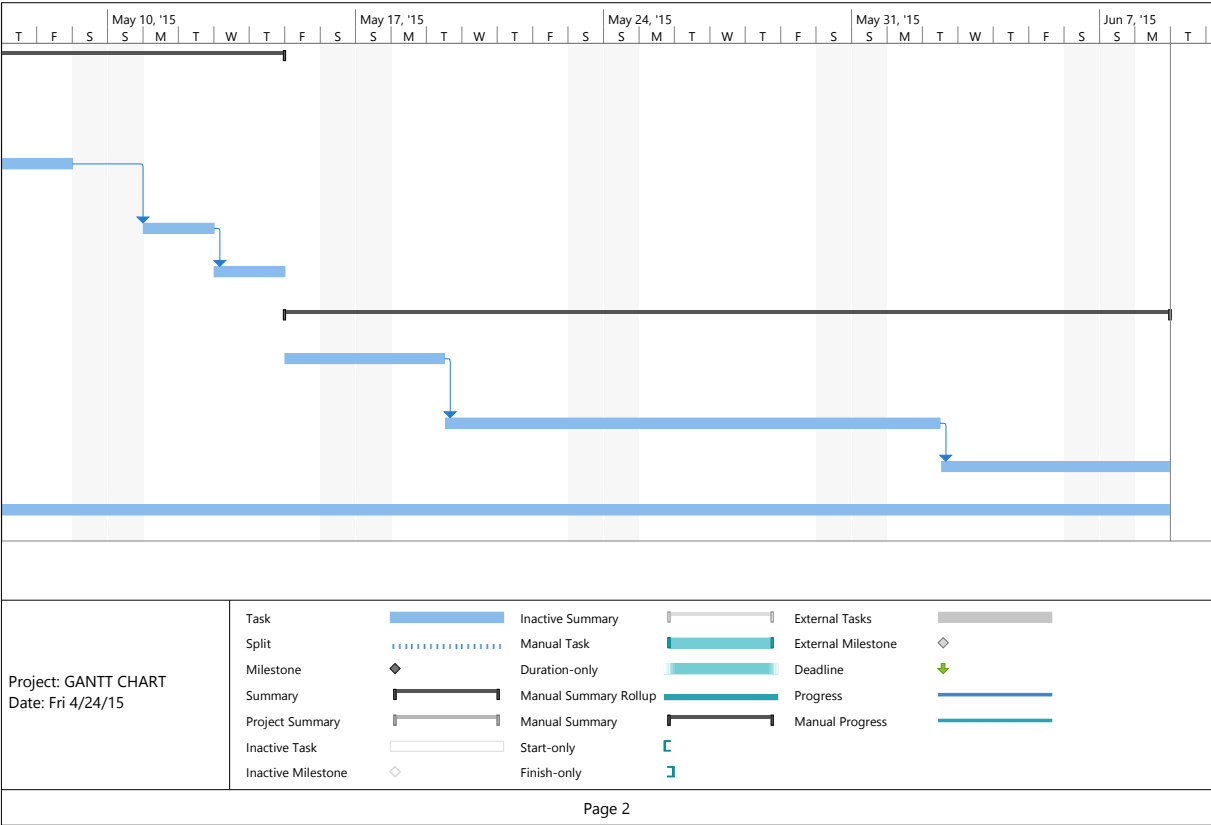 May 10, '15 May 17, '15 May 24, '15 May 31, '15 Jun 7, '15
T F S S M T W T F S S M T W T F S S M T W T F S S M T W T F S S M T
Project: GANTT CHART
Date: Fri 4/24/15
Task
Split
Milestone
Summary
Project Summary
Inactive Task
Inactive Milestone
Inactive Summary
Manual Task
Duration-only
Manual Summary Rollup
Manual Summary
Start-only
Finish-only
External Tasks
External Milestone
Deadline
Progress
Manual Progress
Page 2